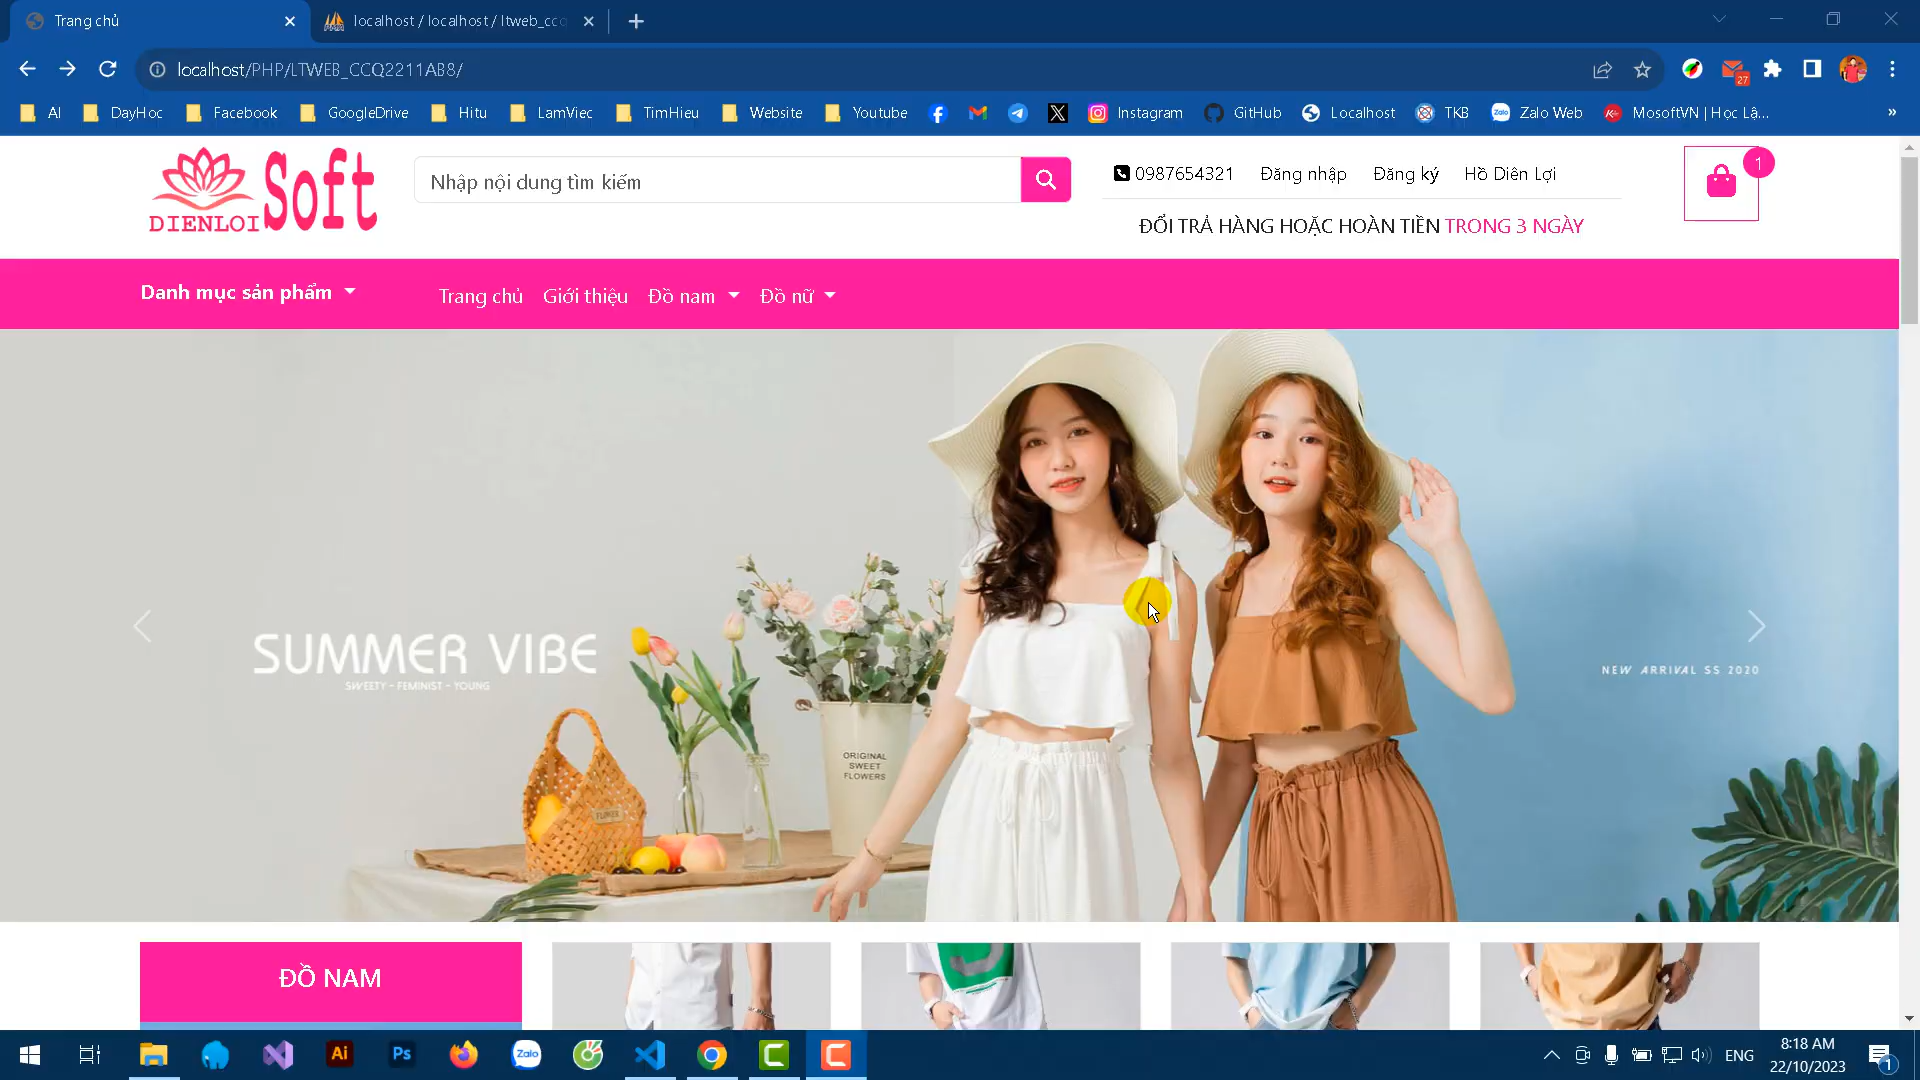 Trang chủ
localhost / localhost / ltweb_ccq
localhost/PHP/LTWEB_CCQ2211AB8/
AI DayHoc Facebook GoogleDrive Hitu LamViec TimHieu Website Youtube Instagram GitHub Localhost TKB Zalo Web MosoftVN | Học Lậ...
27
DIENLOI Soft
Nhập nội dung tìm kiếm
0987654321 Đăng nhập Đăng ký Hồ Diên Lợi
1
ĐỔI TRẢ HÀNG HOẶC HOÀN TIỀN TRONG 3 NGÀY
Danh mục sản phẩm Trang chủ Giới thiệu Đồ nam Đồ nữ
SUMMER VIBE
SWEETY - FEMINIST - YOUNG
NEW ARRIVAL SS 2020
ORIGINAL
SWEET
FLOWERS
ĐỒ NAM
Ai Ps Zalo
ENG
8:18 AM
22/10/2023
1